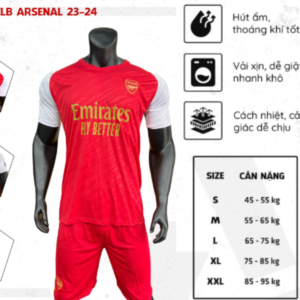 LB ARSENAL 23-24
Hút ẩm,
thoáng khí tốt
Vải xịn, dễ giặt
nhanh khô
Cách nhiệt, cả
giác dễ chịu
Emirates
FLY BETTER
SIZE CÂN NẶNG
S 45 - 55 kg
M 55 - 65 kg
L 65 - 75 kg
XL 75 - 85 kg
XXL 85 - 95 kg